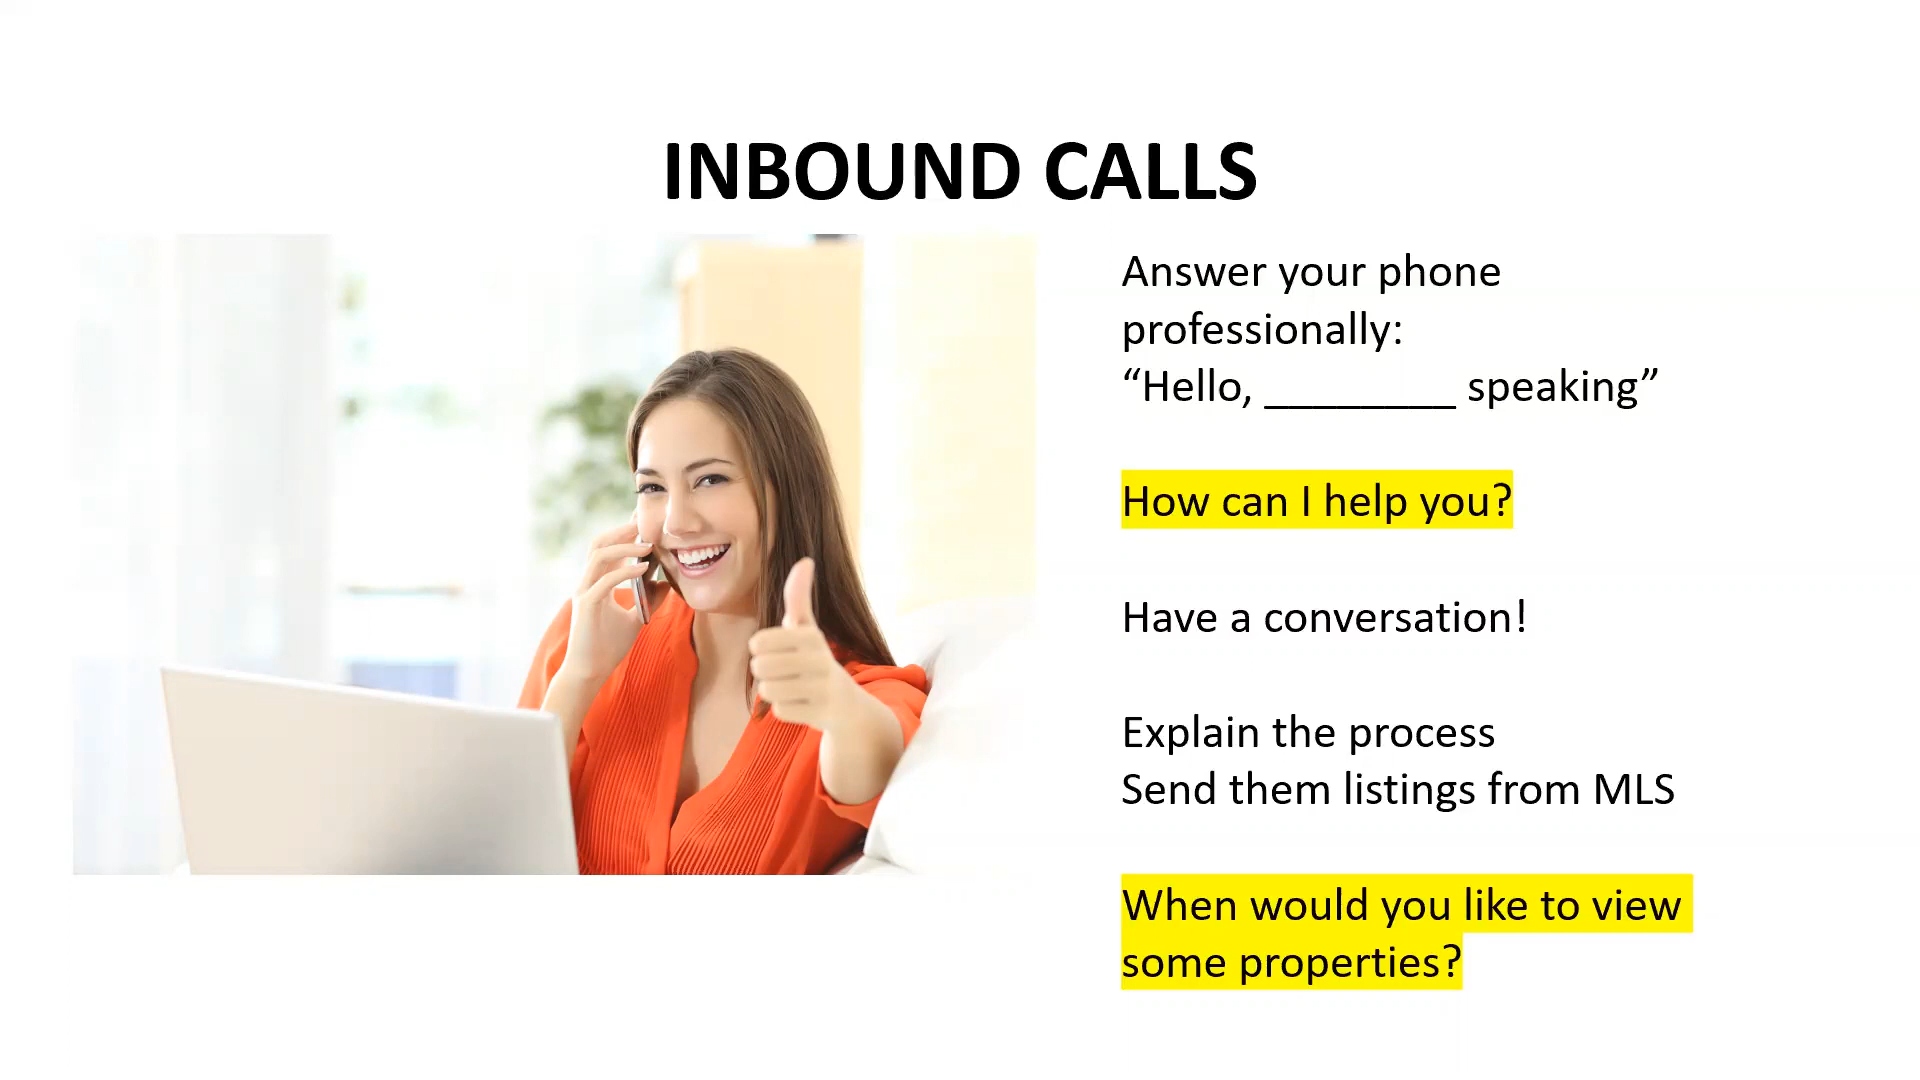 INBOUND CALLS
Answer your phone
professionally:
“Hello, ________ speaking”
How can I help you?
Have a conversation!
Explain the process
Send them listings from MLS
When would you like to view
some properties?